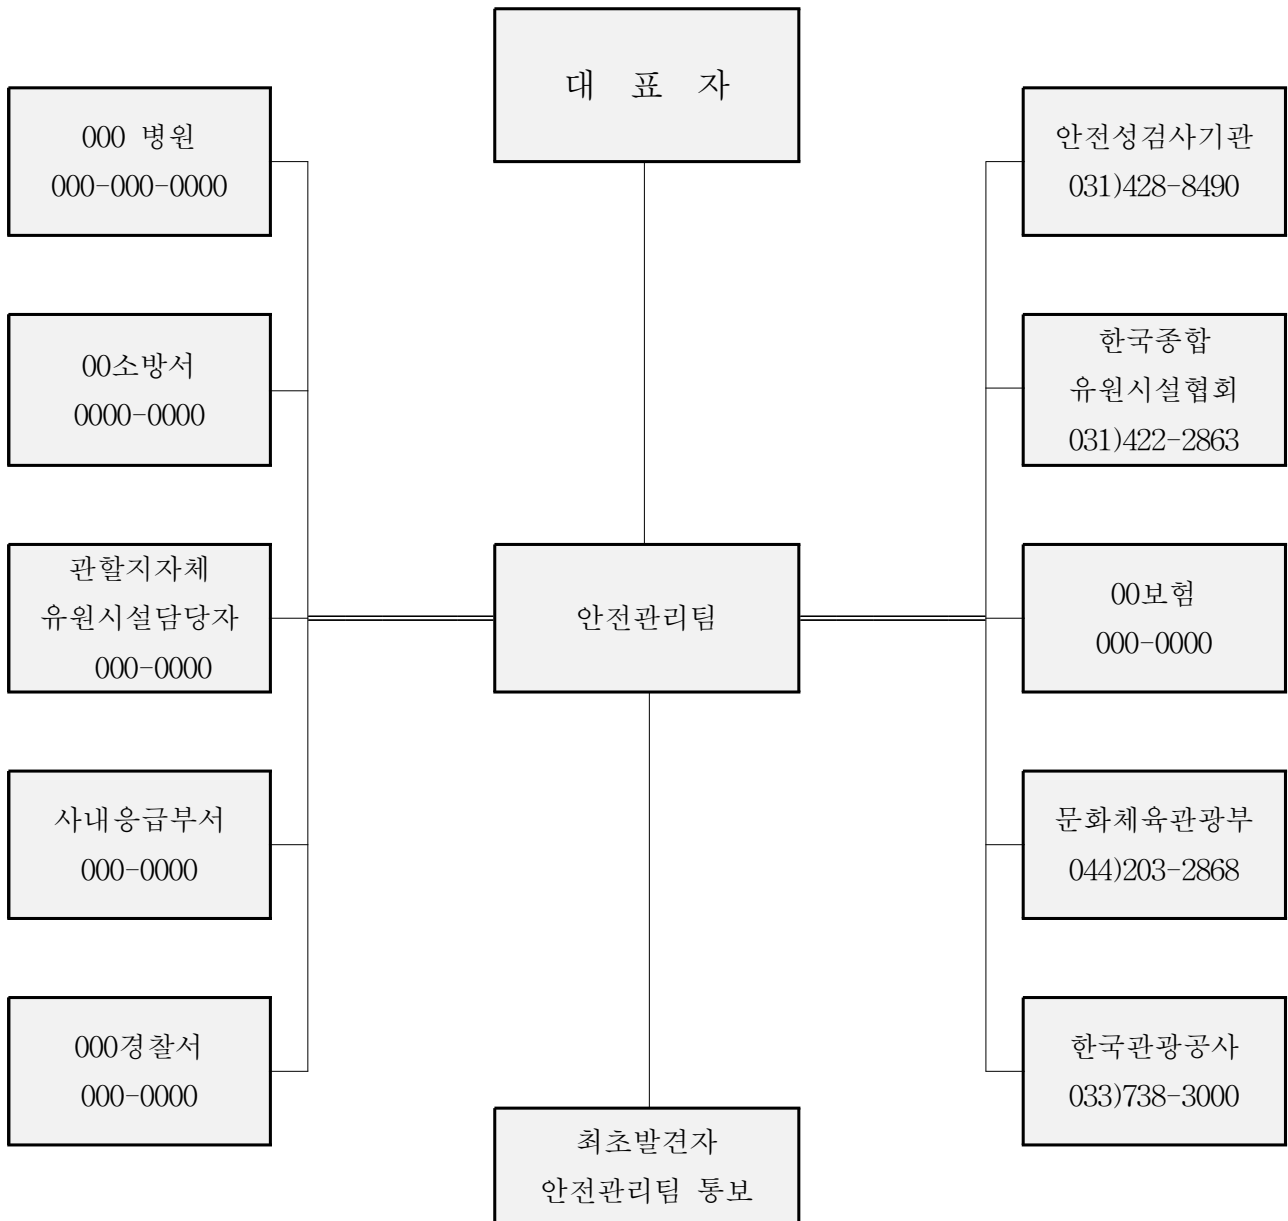 대 표 자
000 병원
000-000-0000
안전성검사기관
031)428-8490
00소방서
0000-0000
한국종합
유원시설협회
031)422-2863
관할지자체
유원시설담당자
000-0000
안전관리팀
00보험
000-0000
사내응급부서
000-0000
문화체육관광부
044)203-2868
000경찰서
000-0000
한국관광공사
033)738-3000
최초발견자
안전관리팀 통보